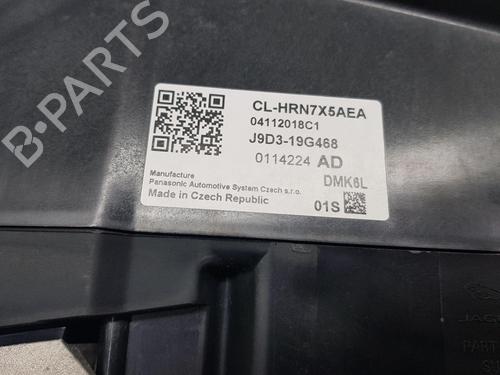 B-PARTS
CL-HRN7X5AEA
04112018C1
J9D3-19G468
0114224 AD
DMK6L
Manufacture
Panasonic Automotive System Czech s.r.o.
Made in Czech Republic
01S
PART